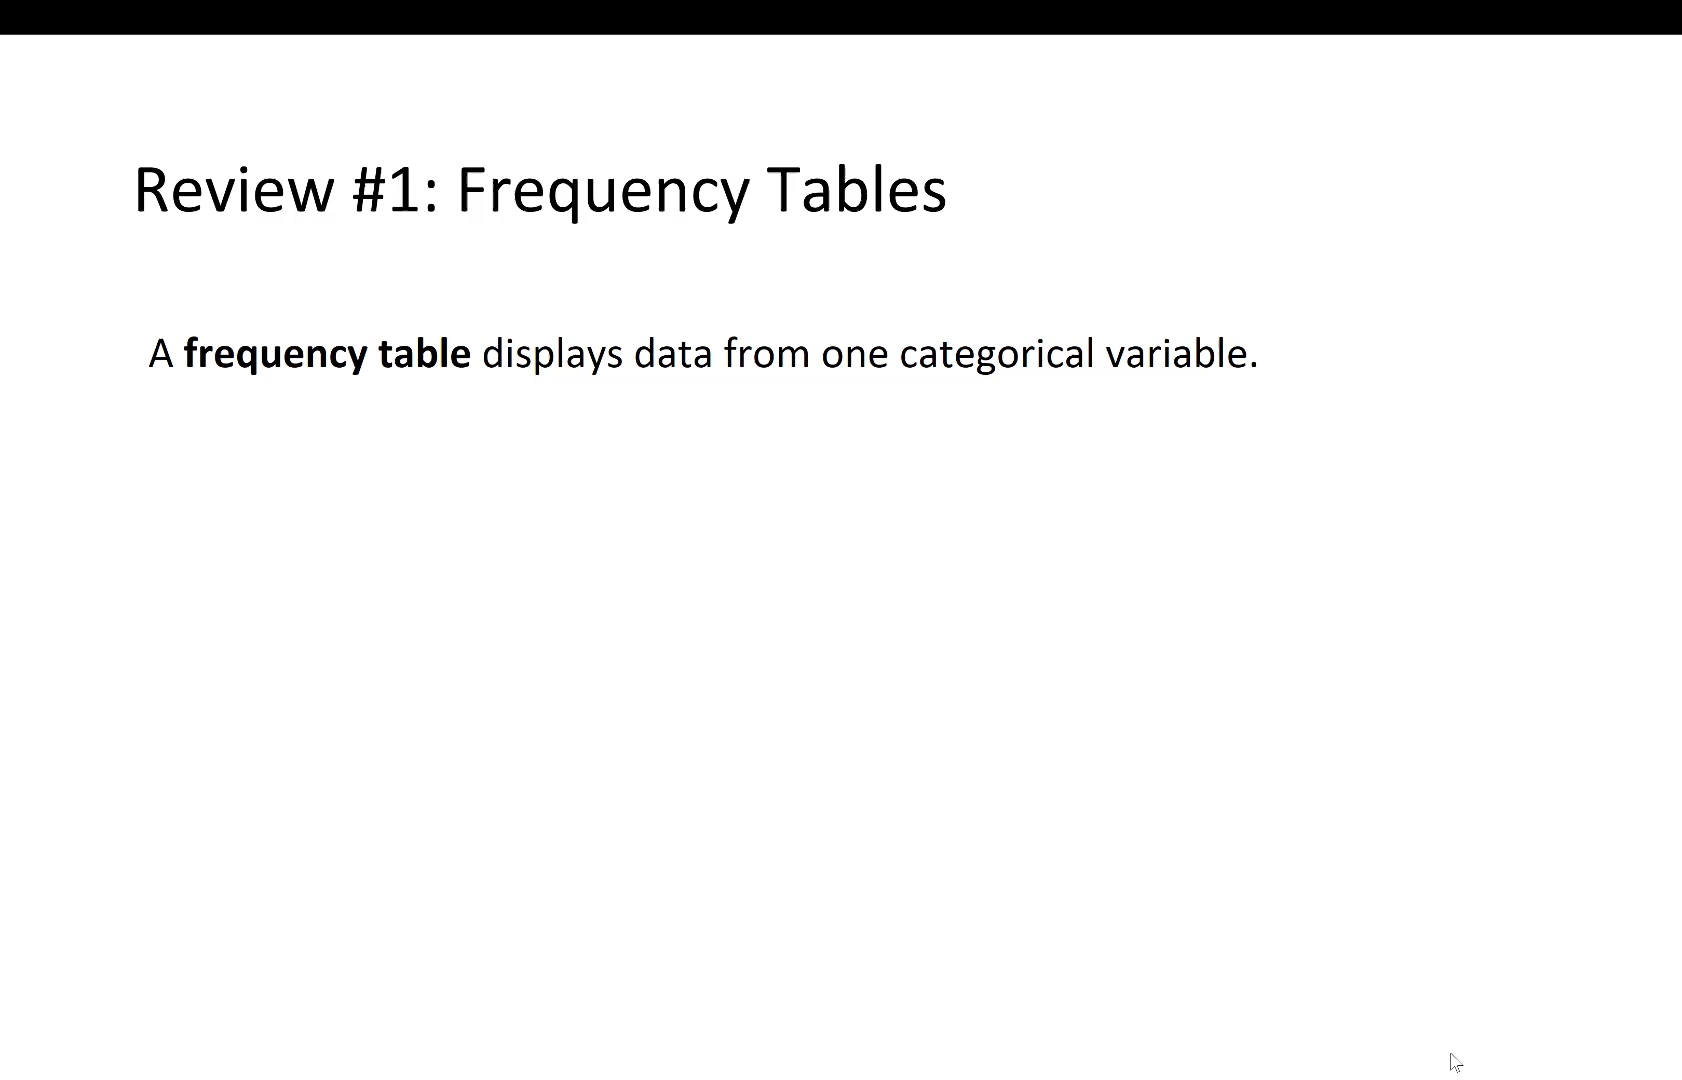 Review #1: Frequency Tables
A frequency table displays data from one categorical variable.